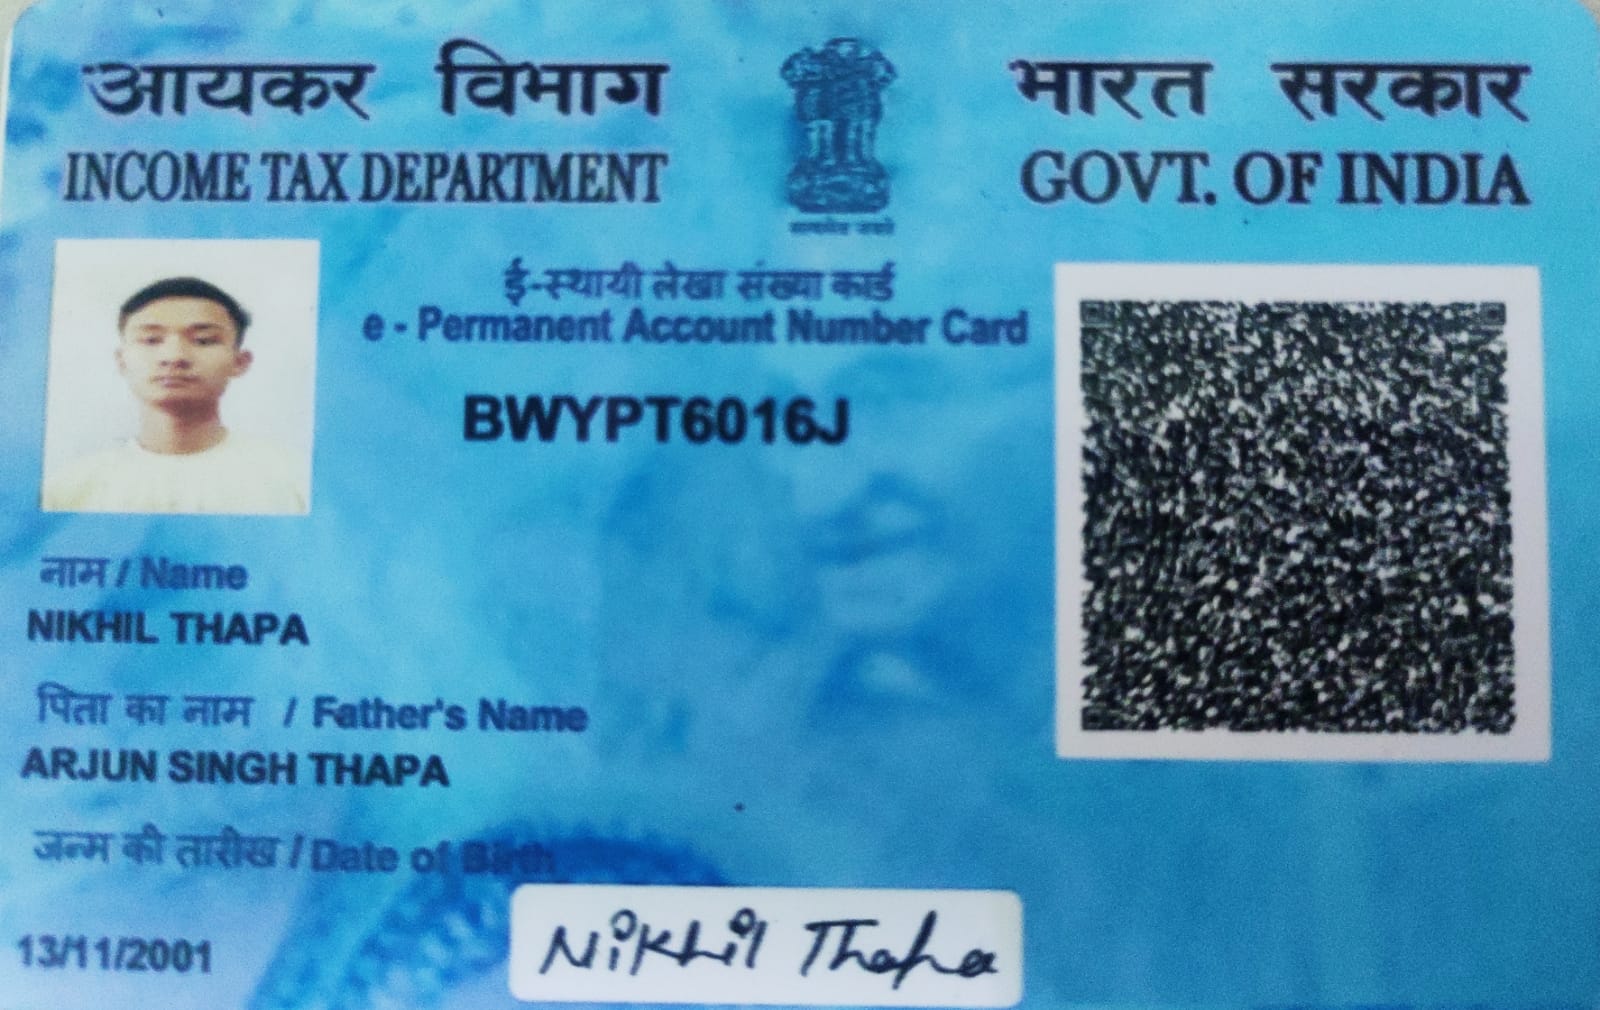 आयकर विभाग
INCOME TAX DEPARTMENT
भारत सरकार
GOVT. OF INDIA
सत्यमेव जयते
ई-स्थायी लेखा संख्या कार्ड
e - Permanent Account Number Card
BWYPT6016J
नाम / Name
NIKHIL THAPA
पिता का नाम / Father's Name
ARJUN SINGH THAPA
जन्म की तारीख / Date of Birth
13/11/2001
Nikhil Thapa